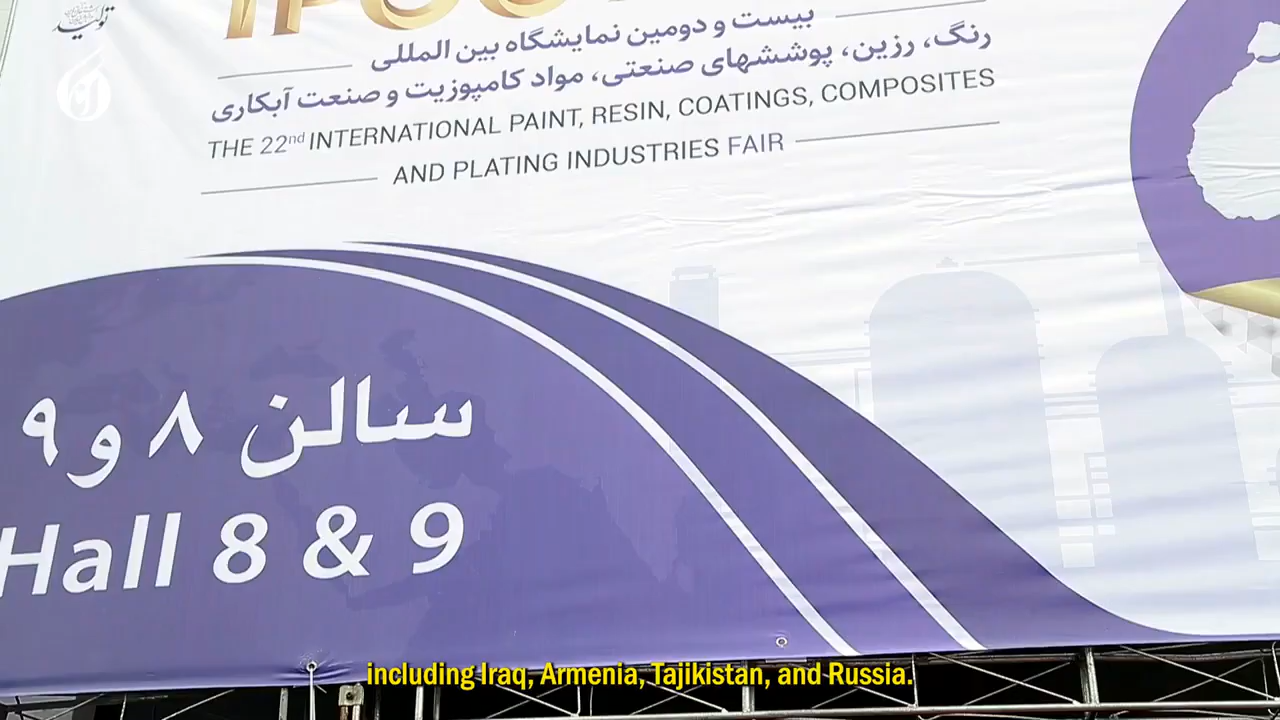 بیست و دومین نمایشگاه بین المللی
رنگ، رزین، پوششهای صنعتی، مواد کامپوزیت و صنعت آبکاری
THE 22nd INTERNATIONAL PAINT, RESIN, COATINGS, COMPOSITES
AND PLATING INDUSTRIES FAIR
سالن ۸ و ۹
Hall 8 & 9
including Iraq, Armenia, Tajikistan, and Russia.